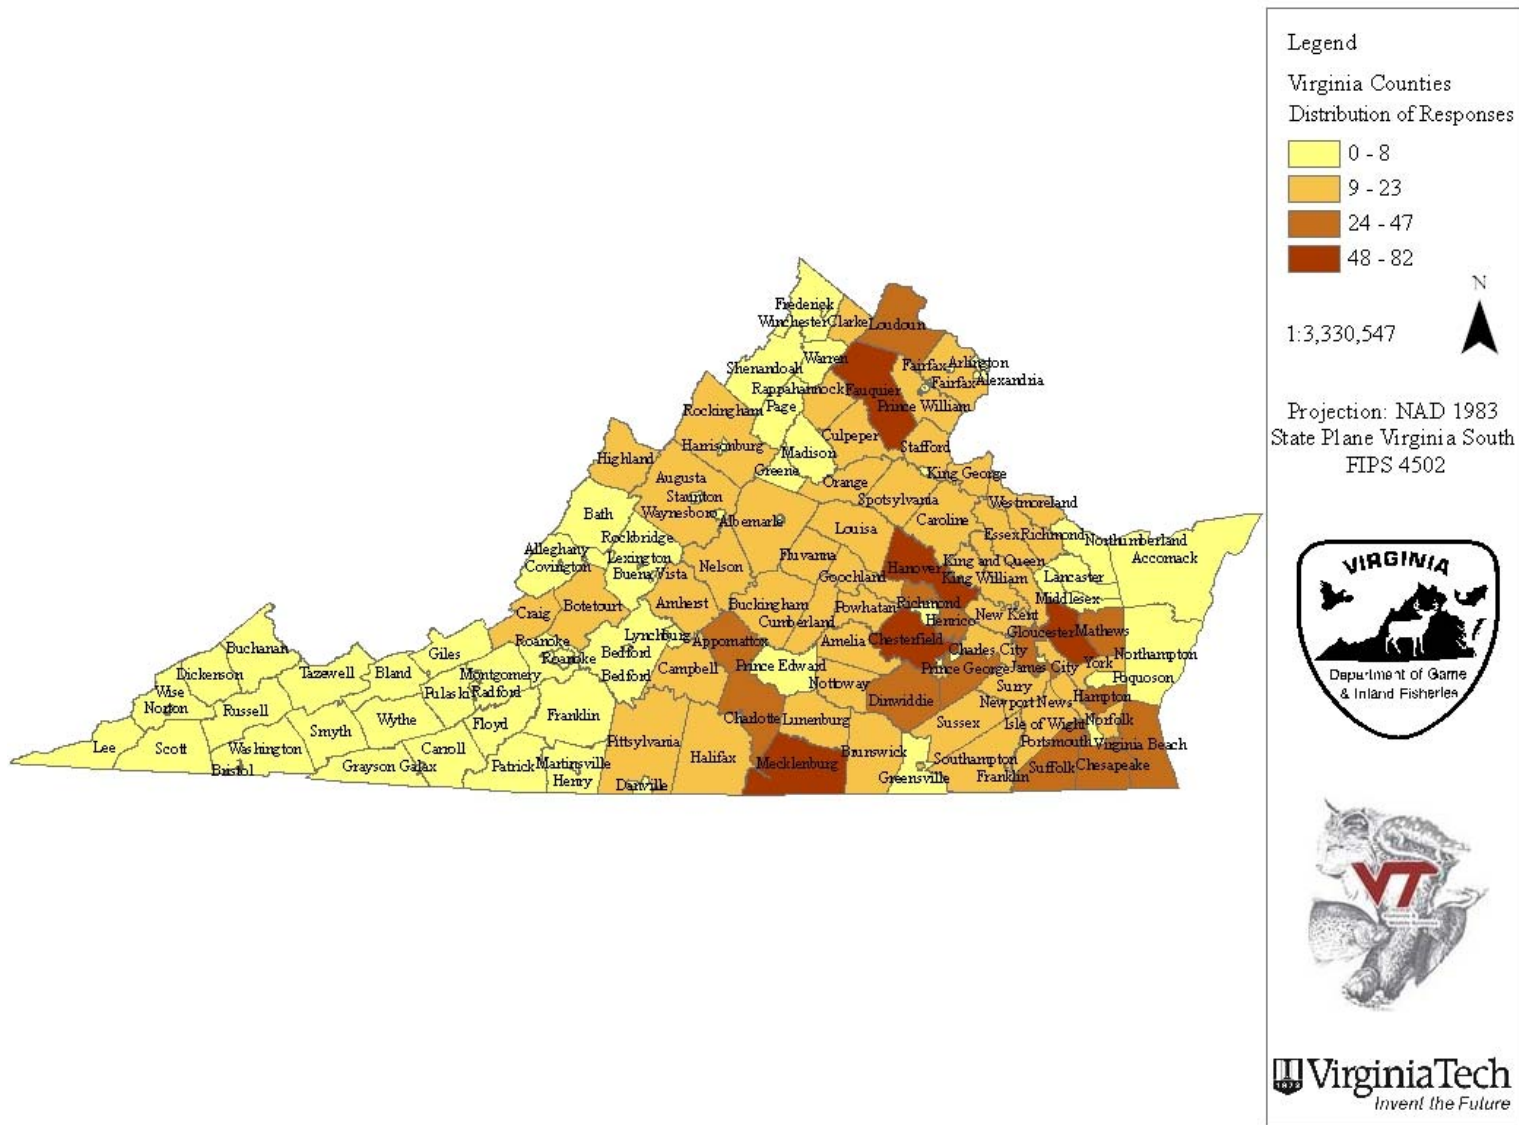 Legend
Virginia Counties
Distribution of Responses
0 - 8
9 - 23
24 - 47
48 - 82
N
1:3,330,547
Projection: NAD 1983
State Plane Virginia South
FIPS 4502
VIRGINIA
Department of Game
& Inland Fisheries
VT
VirginiaTech
1872
Invent the Future
Frederick
Winchester
Clarke
Loudoun
Warren
Fairfax
Arlington
Shenandoah
Fairfax
Alexandria
Rappahannock
Fauquier
Page
Prince William
Rockingham
Culpeper
Harrisonburg
Stafford
Madison
Highland
Greene
King George
Augusta
Orange
Staunton
Spotsylvania
Westmoreland
Bath
Waynesboro
Albemarle
Caroline
Louisa
Rockbridge
Essex
Richmond
Northumberland
Alleghany
Lexington
Fluvanna
Accomack
Covington
Buena Vista
Nelson
Goochland
Hanover
King and Queen
King William
Lancaster
Craig
Botetourt
Amherst
Buckingham
Powhatan
Richmond
Middlesex
Cumberland
Henrico
New Kent
Buchanan
Roanoke
Lynchburg
Appomattox
Amelia
Chesterfield
Gloucester
Mathews
Giles
Roanoke
Bedford
Charles City
Northampton
Dickenson
Tazewell
Bland
Montgomery
Bedford
Campbell
Prince Edward
Prince George
James City
York
Wise
Pulaski
Radford
Nottoway
Surry
Poquoson
Norton
Russell
Dinwiddie
Newport News
Hampton
Wythe
Floyd
Franklin
Charlotte
Lunenburg
Sussex
Isle of Wight
Norfolk
Lee
Scott
Washington
Smyth
Carroll
Pittsylvania
Portsmouth
Virginia Beach
Bristol
Grayson
Galax
Patrick
Martinsville
Halifax
Mecklenburg
Brunswick
Southampton
Henry
Danville
Greensville
Franklin
Suffolk
Chesapeake